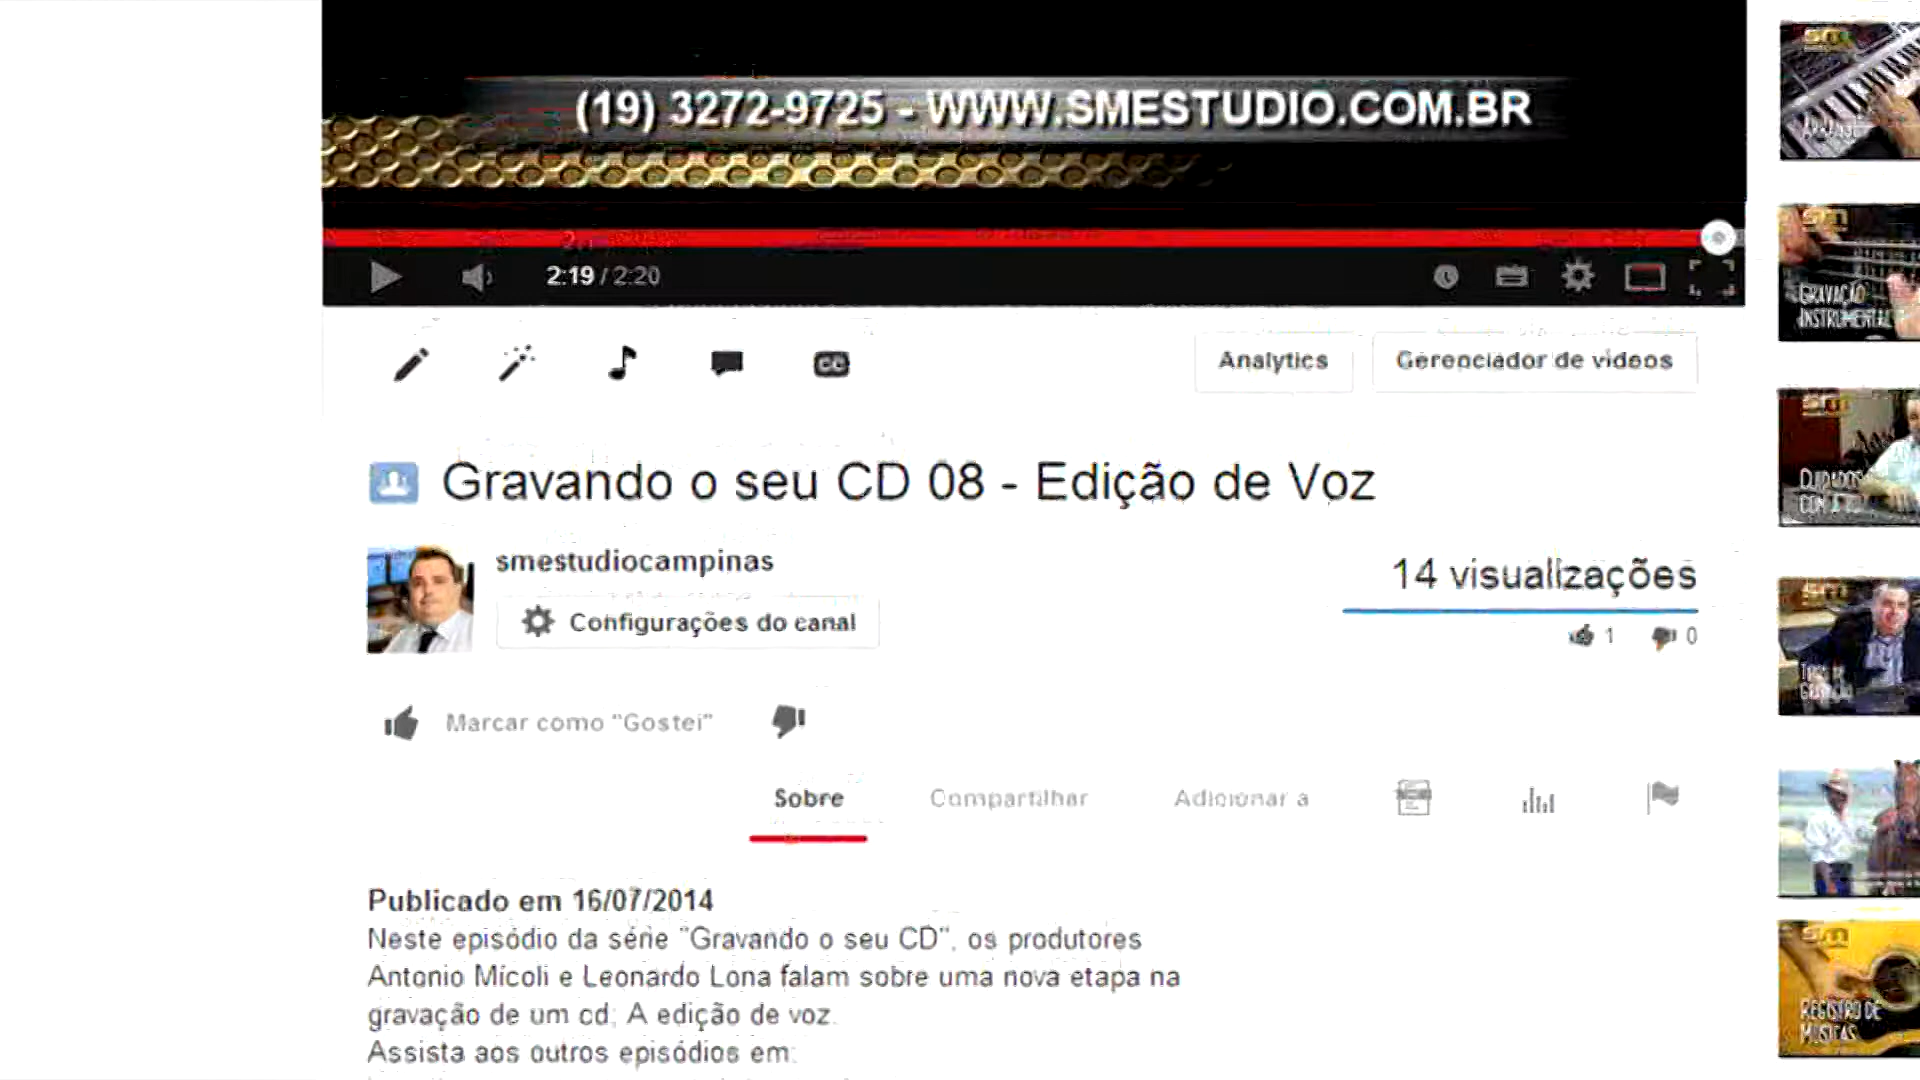 (19) 3272-9725 - WWW.SMESTUDIO.COM.BR
2:19 / 2:20
Analytics
Gerenciador de vídeos
Gravando o seu CD 08 - Edição de Voz
smestudiocampinas
Configurações do canal
14 visualizações
1
0
Marcar como "Gostei"
Sobre
Compartilhar
Adicionar a
Publicado em 16/07/2014
Neste episódio da série "Gravando o seu CD", os produtores
Antonio Micoli e Leonardo Lona falam sobre uma nova etapa na
gravação de um cd: A edição de voz.
Assista aos outros episódios em:
sm
GRAVAÇÃO
INSTRUMENTAL
CUIDADOS
COM A
REGISTRO DE
MÚSICAS